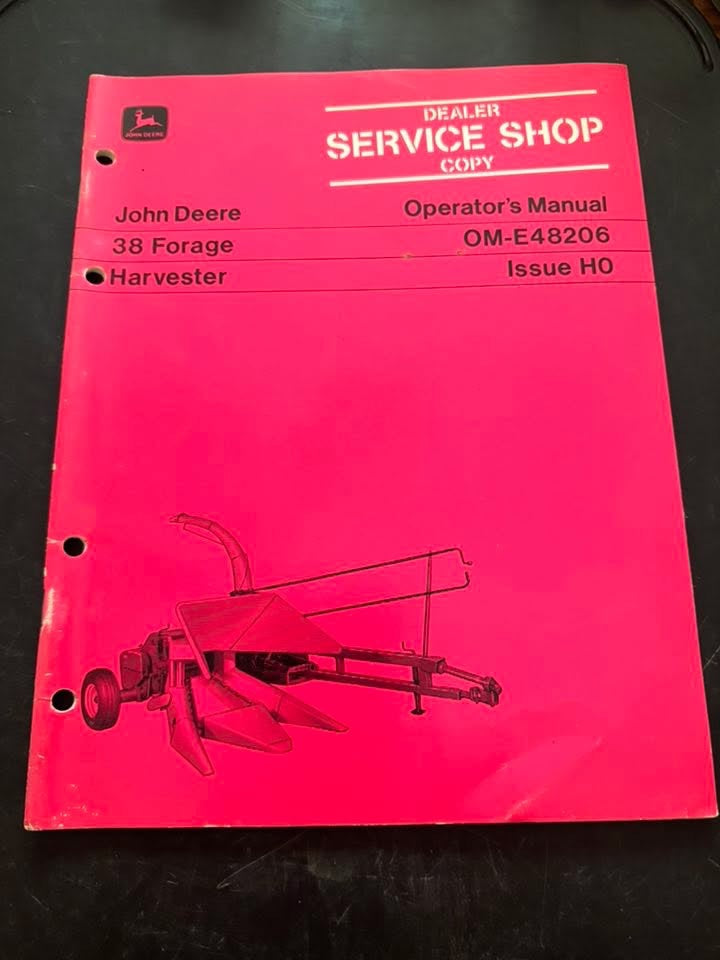 JOHN DEERE
DEALER
SERVICE SHOP
COPY
John Deere
38 Forage
Harvester
Operator's Manual
OM-E48206
Issue H0